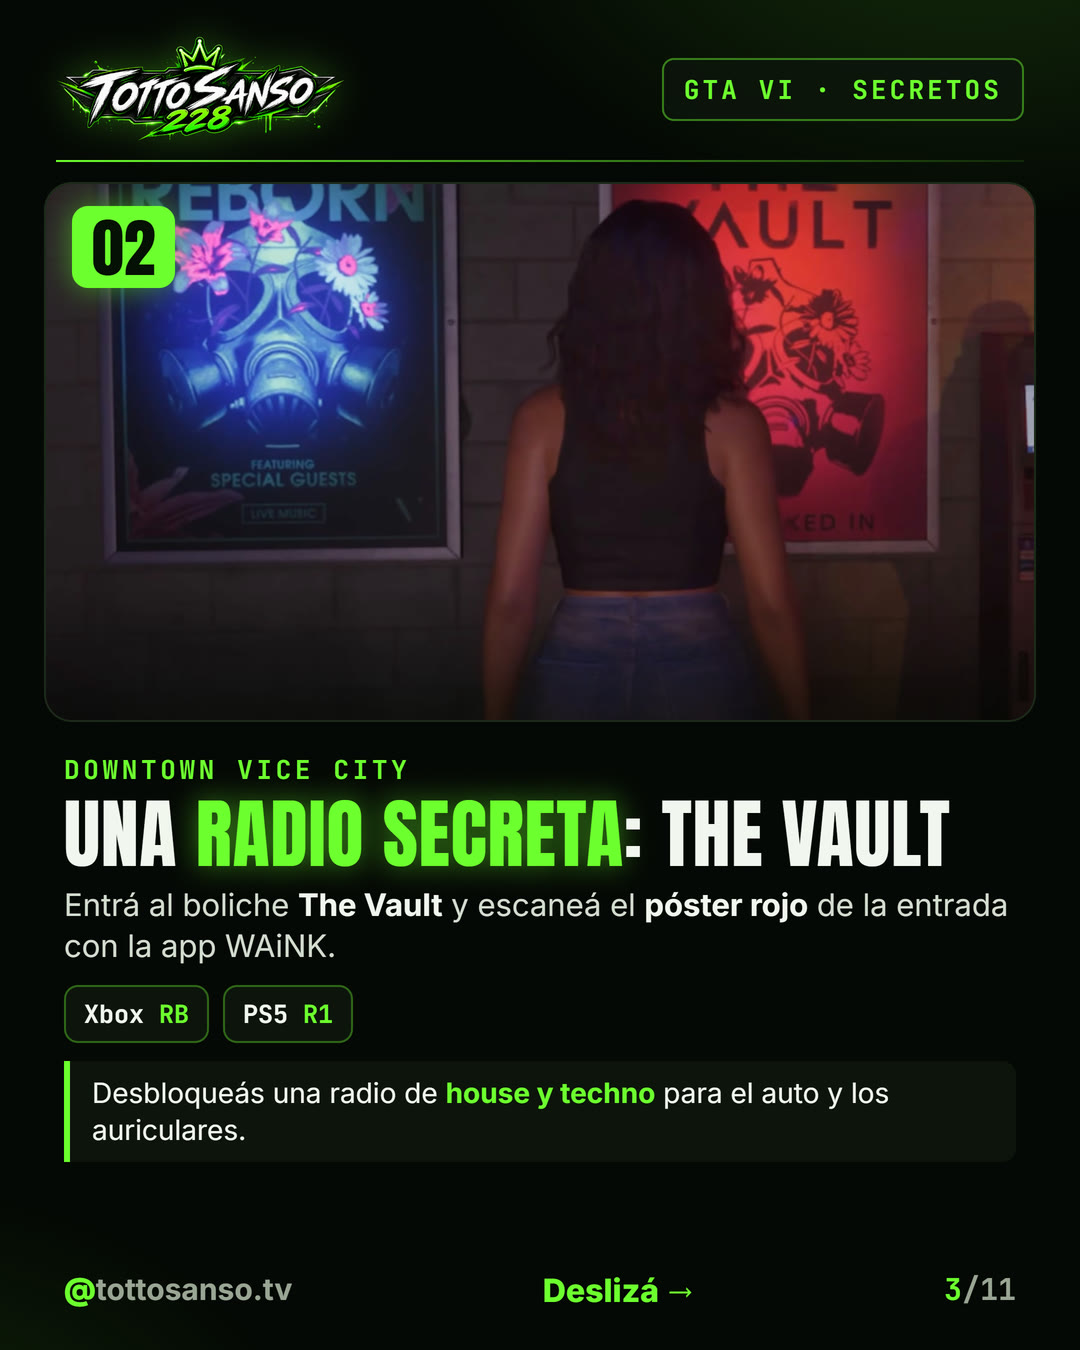 TOTTOSANSO
228
GTA VI · SECRETOS
02
REBORN
FEATURING
SPECIAL GUESTS
LIVE MUSIC
THE
VAULT
KED IN
DOWNTOWN VICE CITY
UNA RADIO SECRETA: THE VAULT
Entrá al boliche The Vault y escaneá el póster rojo de la entrada
con la app WAiNK.
Xbox RB
PS5 R1
Desbloqueás una radio de house y techno para el auto y los
auriculares.
@tottosanso.tv
Deslizá →
3/11